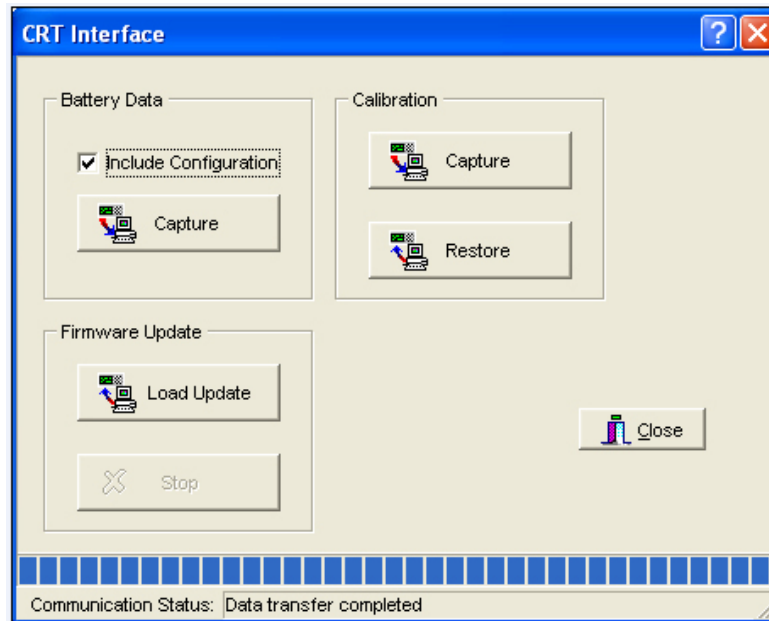 CRT Interface
Battery Data
Include Configuration
Capture
Calibration
Capture
Restore
Firmware Update
Load Update
Stop
Close
Communication Status: Data transfer completed